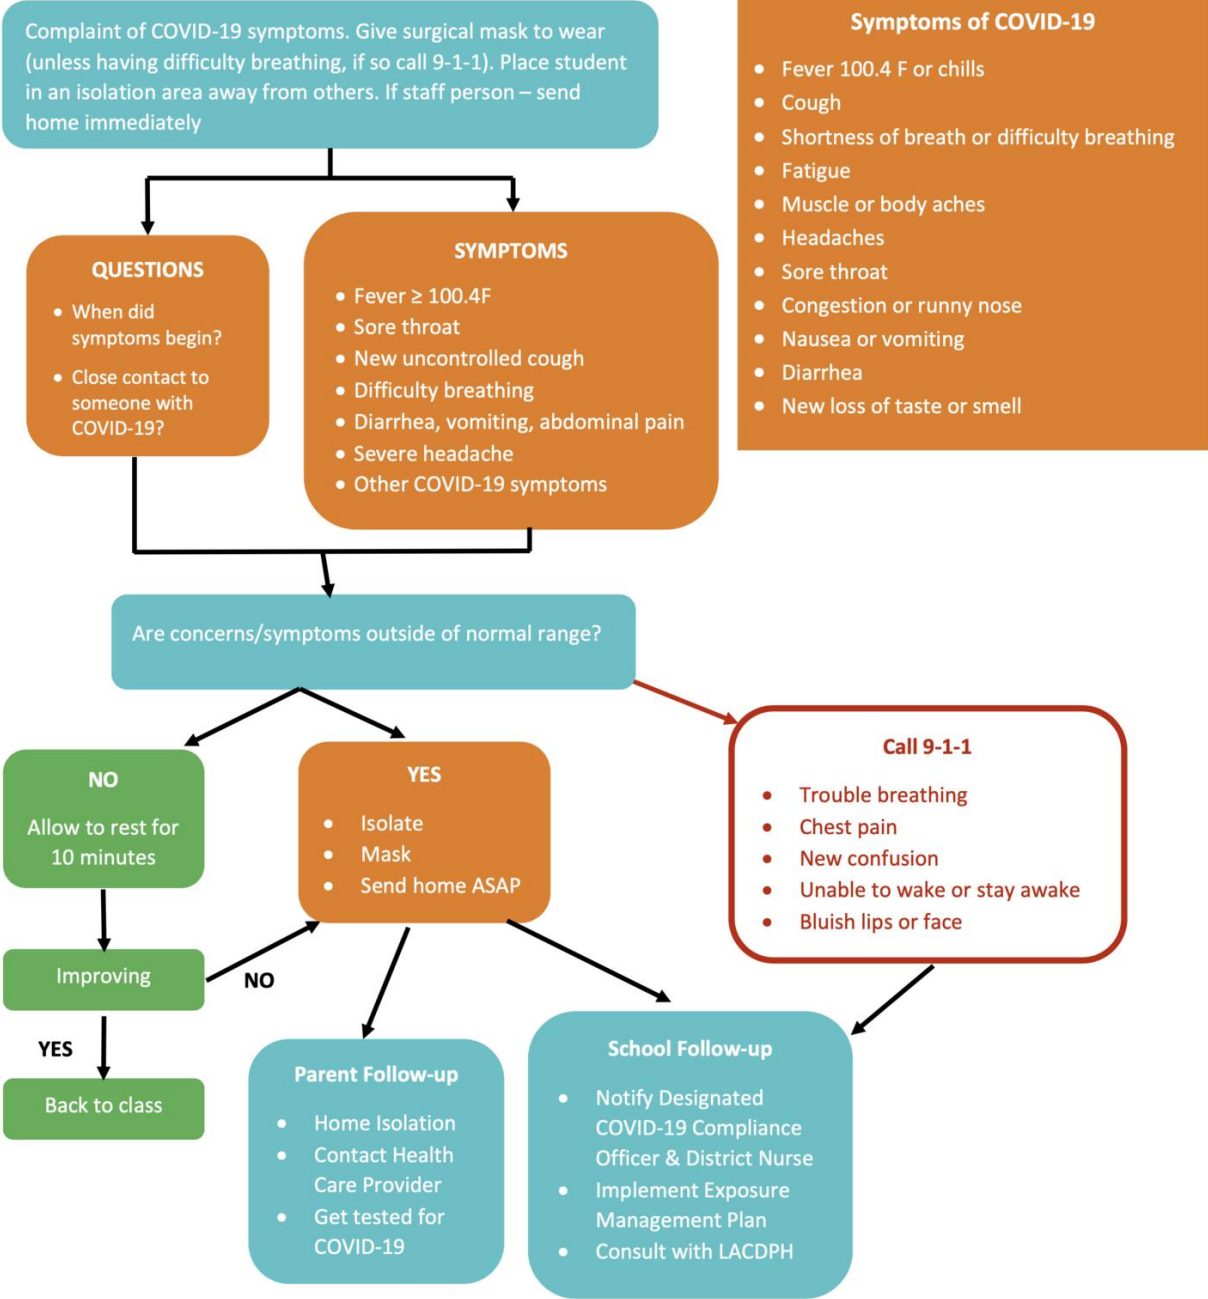 Complaint of COVID-19 symptoms. Give surgical mask to wear
(unless having difficulty breathing, if so call 9-1-1). Place student
in an isolation area away from others. If staff person – send
home immediately
Symptoms of COVID-19
• Fever 100.4 F or chills
• Cough
• Shortness of breath or difficulty breathing
• Fatigue
• Muscle or body aches
• Headaches
• Sore throat
• Congestion or runny nose
• Nausea or vomiting
• Diarrhea
• New loss of taste or smell
QUESTIONS
• When did
symptoms begin?
• Close contact to
someone with
COVID-19?
SYMPTOMS
• Fever ≥ 100.4F
• Sore throat
• New uncontrolled cough
• Difficulty breathing
• Diarrhea, vomiting, abdominal pain
• Severe headache
• Other COVID-19 symptoms
Are concerns/symptoms outside of normal range?
NO
Allow to rest for
10 minutes
YES
• Isolate
• Mask
• Send home ASAP
Call 9-1-1
• Trouble breathing
• Chest pain
• New confusion
• Unable to wake or stay awake
• Bluish lips or face
Improving
NO
YES
Back to class
Parent Follow-up
• Home Isolation
• Contact Health
Care Provider
• Get tested for
COVID-19
School Follow-up
• Notify Designated
COVID-19 Compliance
Officer & District Nurse
• Implement Exposure
Management Plan
• Consult with LACDPH